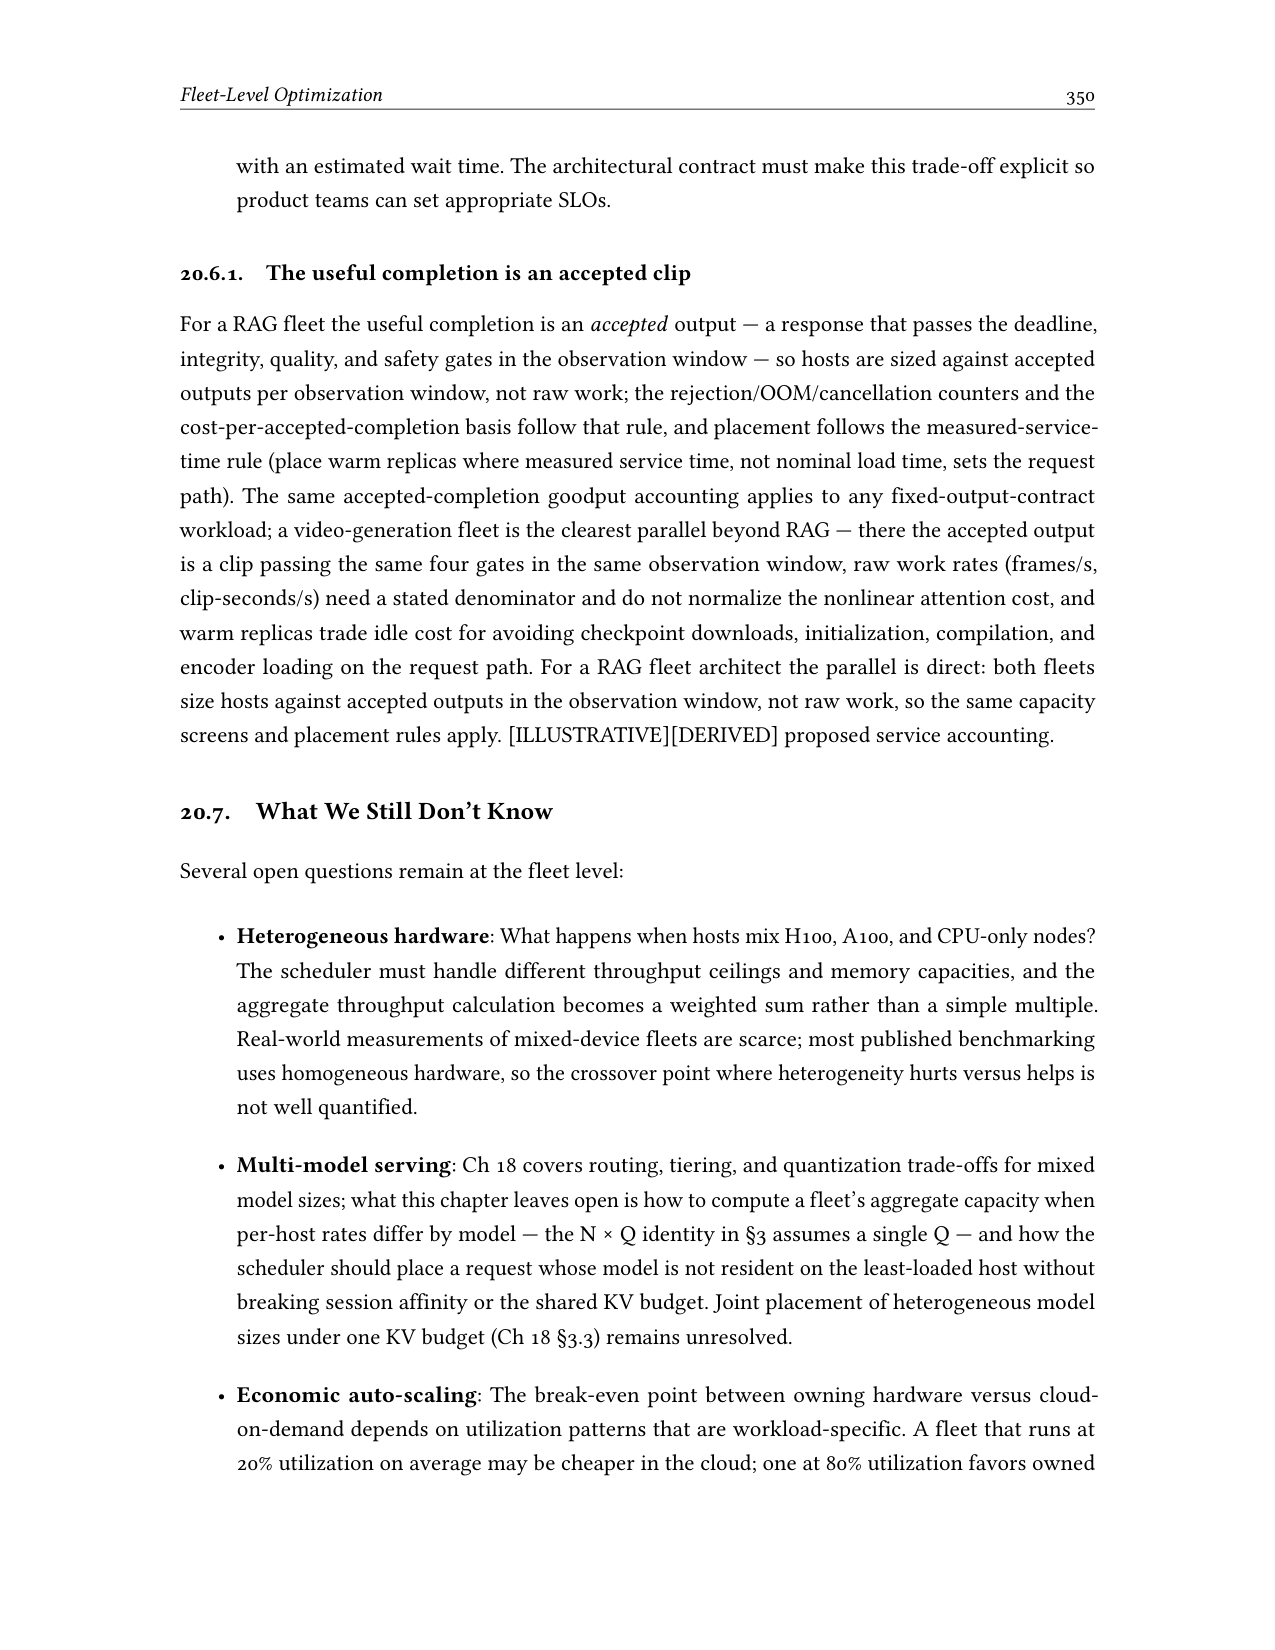 Fleet-Level Optimization 350
with an estimated wait time. The architectural contract must make this trade-off explicit so
product teams can set appropriate SLOs.
20.6.1. The useful completion is an accepted clip
For a RAG fleet the useful completion is an accepted output — a response that passes the deadline,
integrity, quality, and safety gates in the observation window — so hosts are sized against accepted
outputs per observation window, not raw work; the rejection/OOM/cancellation counters and the
cost-per-accepted-completion basis follow that rule, and placement follows the measured-service-
time rule (place warm replicas where measured service time, not nominal load time, sets the request
path). The same accepted-completion goodput accounting applies to any fixed-output-contract
workload; a video-generation fleet is the clearest parallel beyond RAG — there the accepted output
is a clip passing the same four gates in the same observation window, raw work rates (frames/s,
clip-seconds/s) need a stated denominator and do not normalize the nonlinear attention cost, and
warm replicas trade idle cost for avoiding checkpoint downloads, initialization, compilation, and
encoder loading on the request path. For a RAG fleet architect the parallel is direct: both fleets
size hosts against accepted outputs in the observation window, not raw work, so the same capacity
screens and placement rules apply. [ILLUSTRATIVE][DERIVED] proposed service accounting.
20.7. What We Still Don’t Know
Several open questions remain at the fleet level:
• Heterogeneous hardware: What happens when hosts mix H100, A100, and CPU-only nodes?
The scheduler must handle different throughput ceilings and memory capacities, and the
aggregate throughput calculation becomes a weighted sum rather than a simple multiple.
Real-world measurements of mixed-device fleets are scarce; most published benchmarking
uses homogeneous hardware, so the crossover point where heterogeneity hurts versus helps is
not well quantified.
• Multi-model serving: Ch 18 covers routing, tiering, and quantization trade-offs for mixed
model sizes; what this chapter leaves open is how to compute a fleet’s aggregate capacity when
per-host rates differ by model — the N × Q identity in §3 assumes a single Q — and how the
scheduler should place a request whose model is not resident on the least-loaded host without
breaking session affinity or the shared KV budget. Joint placement of heterogeneous model
sizes under one KV budget (Ch 18 §3.3) remains unresolved.
• Economic auto-scaling: The break-even point between owning hardware versus cloud-
on-demand depends on utilization patterns that are workload-specific. A fleet that runs at
20% utilization on average may be cheaper in the cloud; one at 80% utilization favors owned